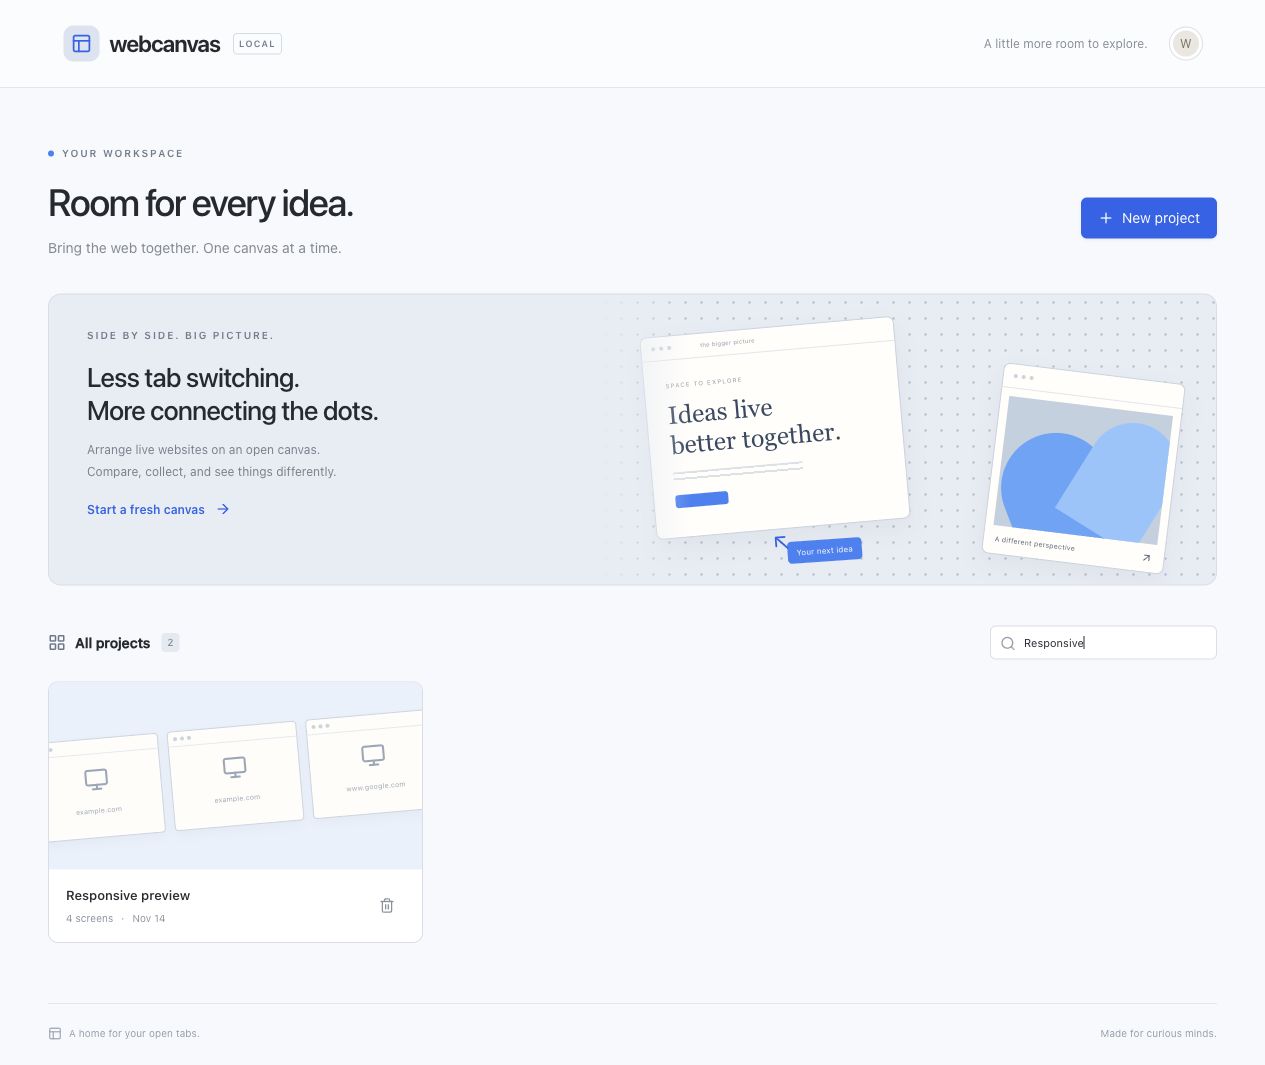 webcanvas LOCAL
A little more room to explore. W
YOUR WORKSPACE
Room for every idea.
Bring the web together. One canvas at a time.
New project
SIDE BY SIDE. BIG PICTURE.
Less tab switching.
More connecting the dots.
Arrange live websites on an open canvas.
Compare, collect, and see things differently.
Start a fresh canvas
the bigger picture
SPACE TO EXPLORE
Ideas live
better together.
Your next idea
A different perspective
All projects 2
Responsive
example.com
example.com
www.google.com
Responsive preview
4 screens · Nov 14
A home for your open tabs.
Made for curious minds.